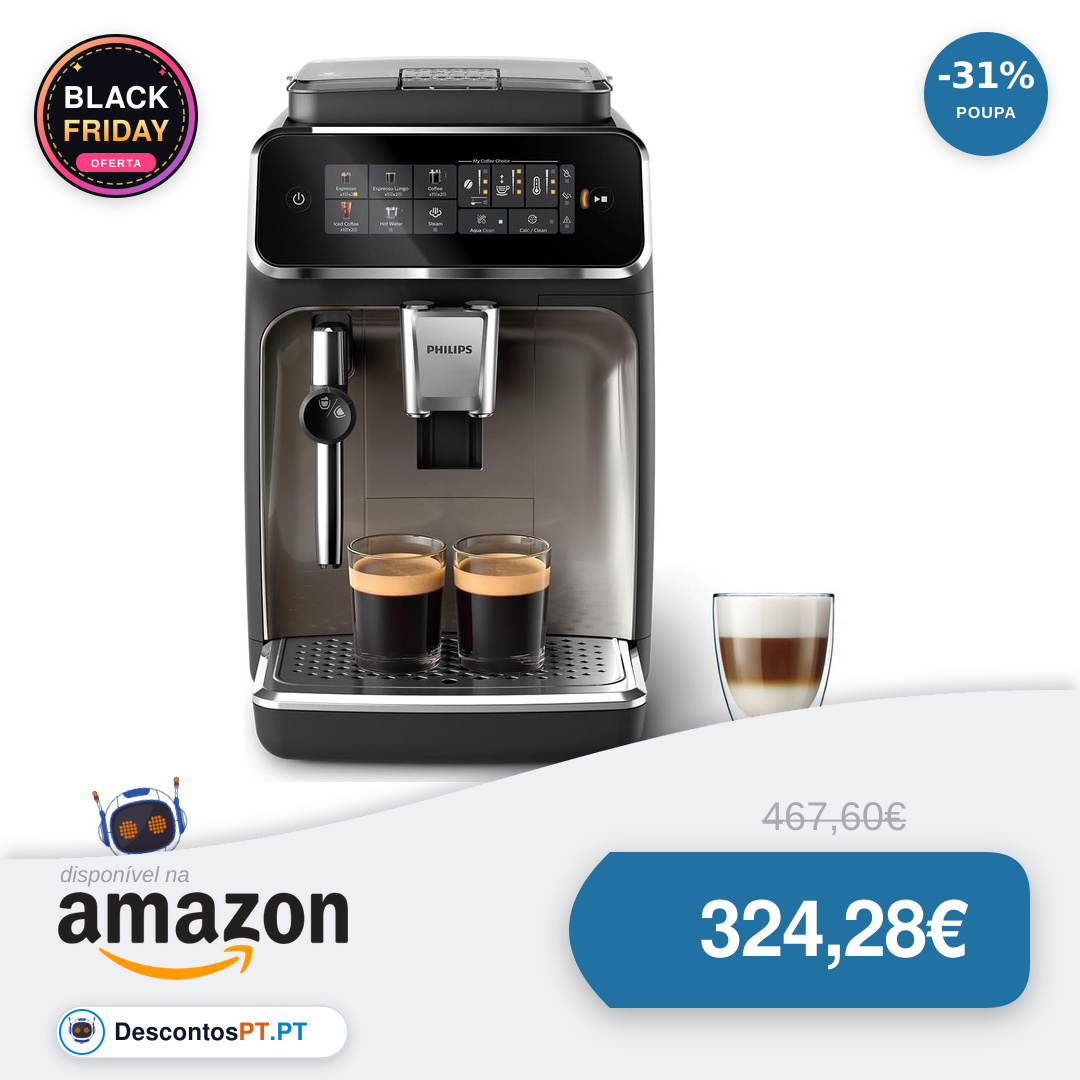 BLACK
FRIDAY
OFERTA
-31%
POUPA
My Coffee Choice
Espresso
Espresso Lungo
Coffee
Iced Coffee
Hot Water
Steam
Aqua Clean
Calc / Clean
PHILIPS
467,60€
324,28€
disponível na
amazon
DescontosPT.PT